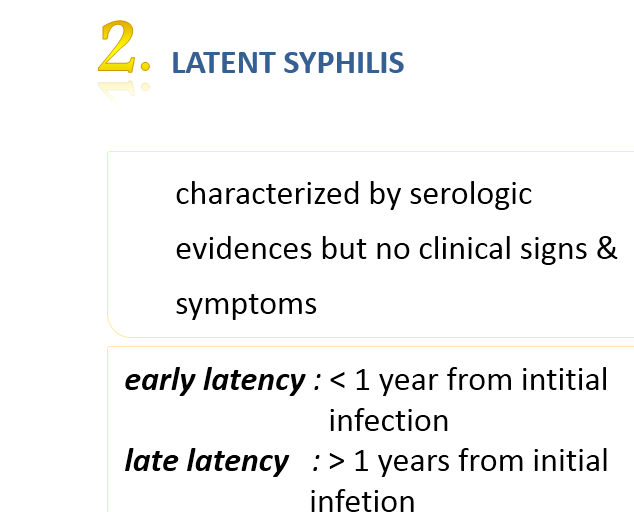 2. LATENT SYPHILIS
characterized by serologic
evidences but no clinical signs &
symptoms
early latency : < 1 year from intitial
infection
late latency : > 1 years from initial
infetion